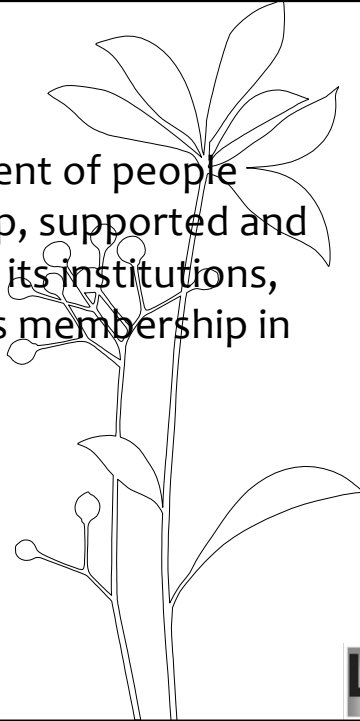 ent of people –
p, supported and
its institutions,
s membership in
L